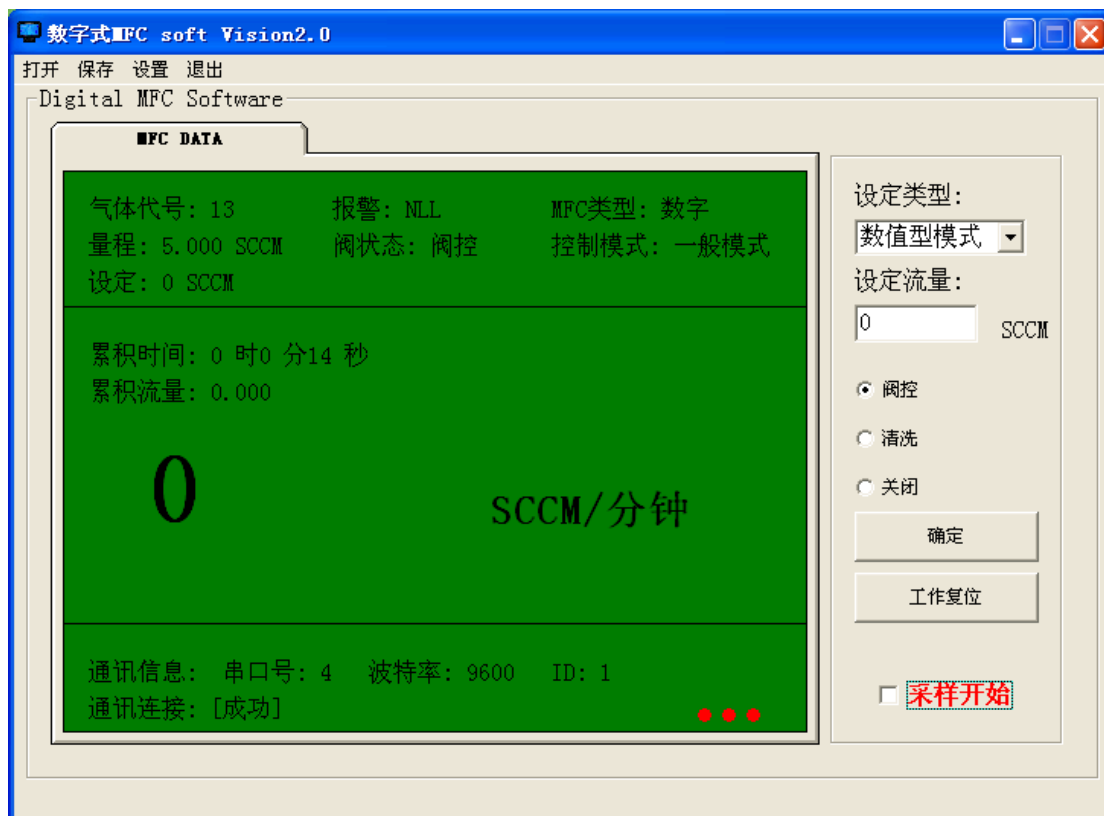 数字式MFC soft Vision2.0
打开 保存 设置 退出
Digital MFC Software
MFC DATA
气体代号: 13 报警: NLL MFC类型: 数字
量程: 5.000 SCCM 阀状态: 阀控 控制模式: 一般模式
设定: 0 SCCM
累积时间: 0 时0 分14 秒
累积流量: 0.000
0 SCCM/分钟
通讯信息: 串口号: 4 波特率: 9600 ID: 1
通讯连接: [成功]
设定类型:
数值型模式
设定流量:
0 SCCM
阀控
清洗
关闭
确定
工作复位
采样开始